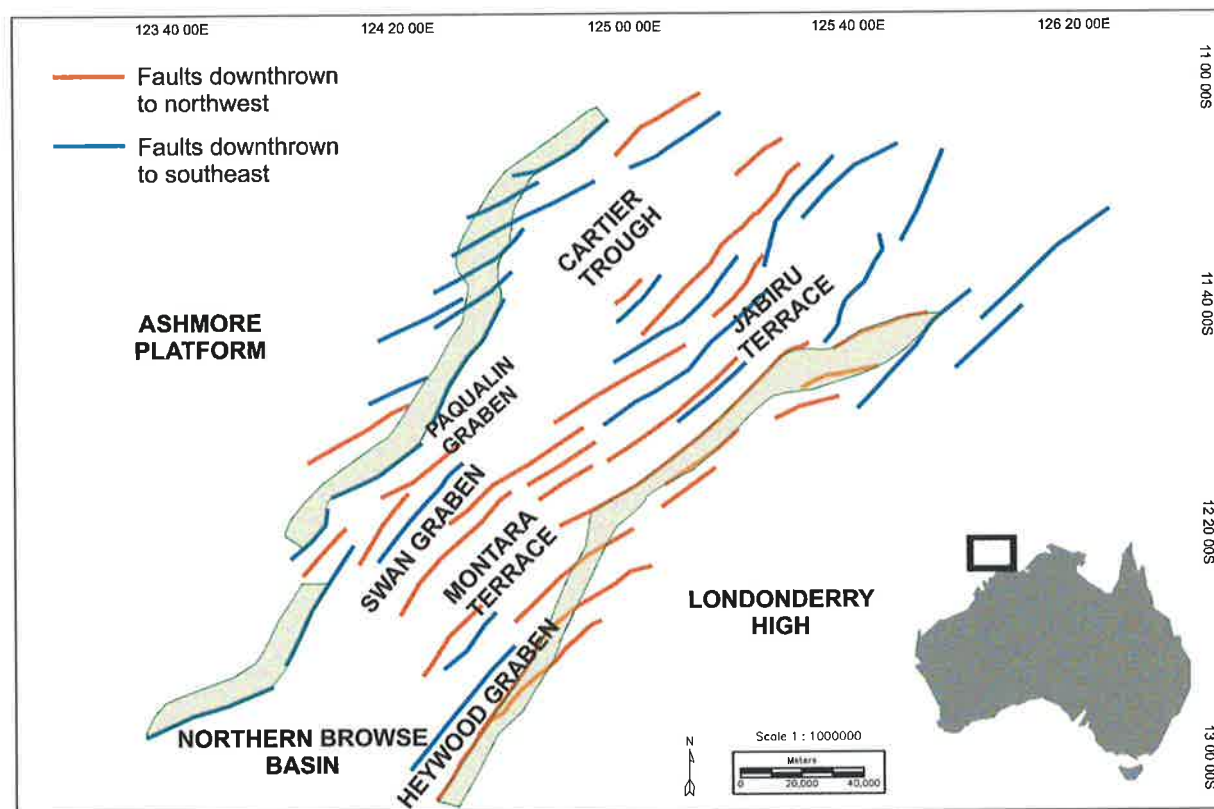 123 40 00E
124 20 00E
125 00 00E
125 40 00E
126 20 00E
11 00 00S
Faults downthrown
to northwest
Faults downthrown
to southeast
CARTIER
TROUGH
11 40 00S
ASHMORE
PLATFORM
JABIRU
TERRACE
PAQUALIN
GRABEN
SWAN GRABEN
12 20 00S
MONTARA
TERRACE
LONDONDERRY
HIGH
HEYWOOD GRABEN
NORTHERN BROWSE
BASIN
N
Scale 1 : 1000000
Meters
0 20,000 40,000
13 00 00S